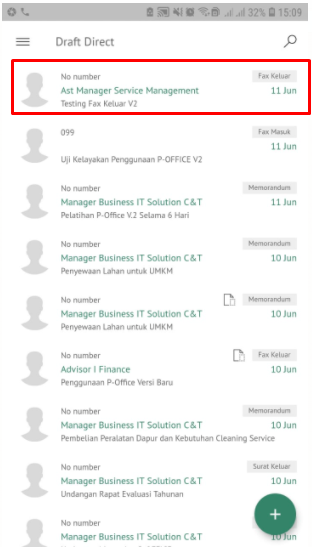 32% 15:09
Draft Direct
No number Fax Keluar
Ast Manager Service Management 11 Jun
Testing Fax Keluar V2
099 Fax Masuk
11 Jun
Uji Kelayakan Penggunaan P-OFFICE V2
No number Memorandum
Manager Business IT Solution C&T 11 Jun
Pelatihan P-Office V.2 Selama 6 Hari
No number Memorandum
Manager Business IT Solution C&T 10 Jun
Penyewaan Lahan untuk UMKM
No number Memorandum
Manager Business IT Solution C&T 10 Jun
Penyewaan Lahan untuk UMKM
No number Fax Keluar
Advisor I Finance 10 Jun
Penggunaan P-Office Versi Baru
No number Memorandum
Manager Business IT Solution C&T 10 Jun
Pembelian Peralatan Dapur dan Kebutuhan Cleaning Service
No number Surat Keluar
Manager Business IT Solution C&T 10 Jun
Undangan Rapat Evaluasi Tahunan
No number
Manager Business IT Solution C&T 10 Jun